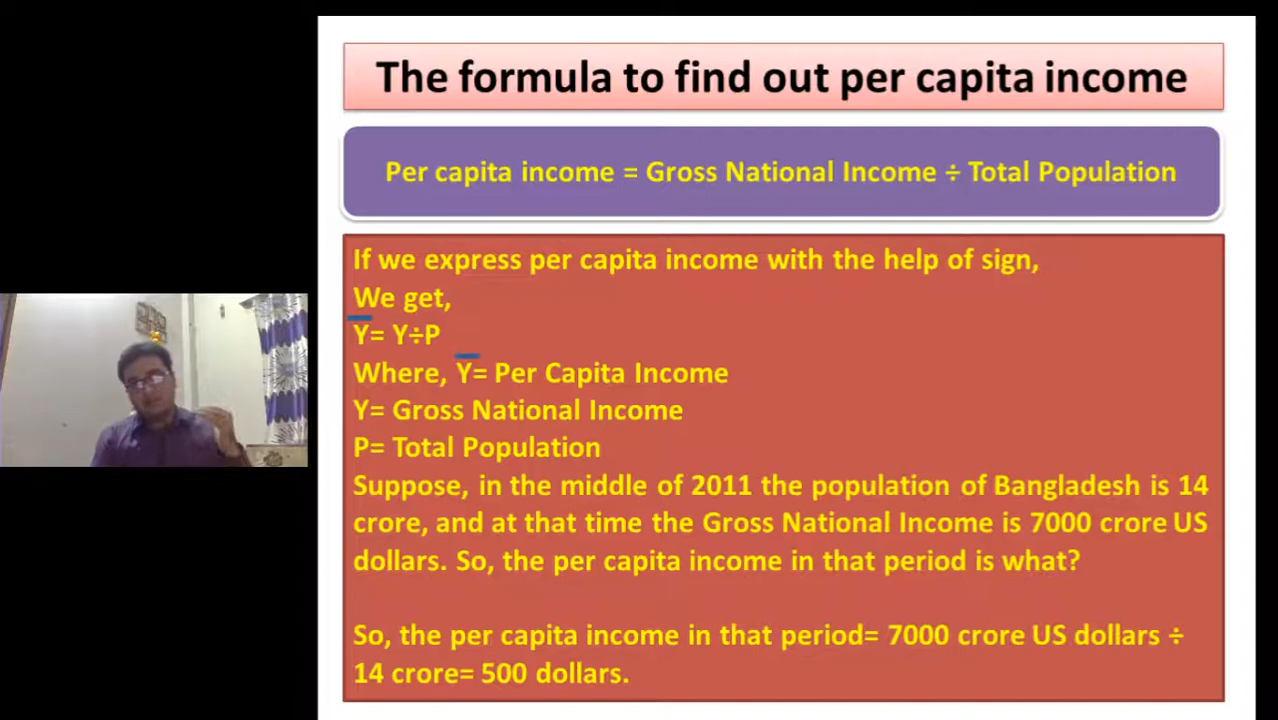 The formula to find out per capita income
Per capita income = Gross National Income ÷ Total Population
If we express per capita income with the help of sign,
We get,
Y̅= Y÷P
Where, Y̅= Per Capita Income
Y= Gross National Income
P= Total Population
Suppose, in the middle of 2011 the population of Bangladesh is 14
crore, and at that time the Gross National Income is 7000 crore US
dollars. So, the per capita income in that period is what?
So, the per capita income in that period= 7000 crore US dollars ÷
14 crore= 500 dollars.